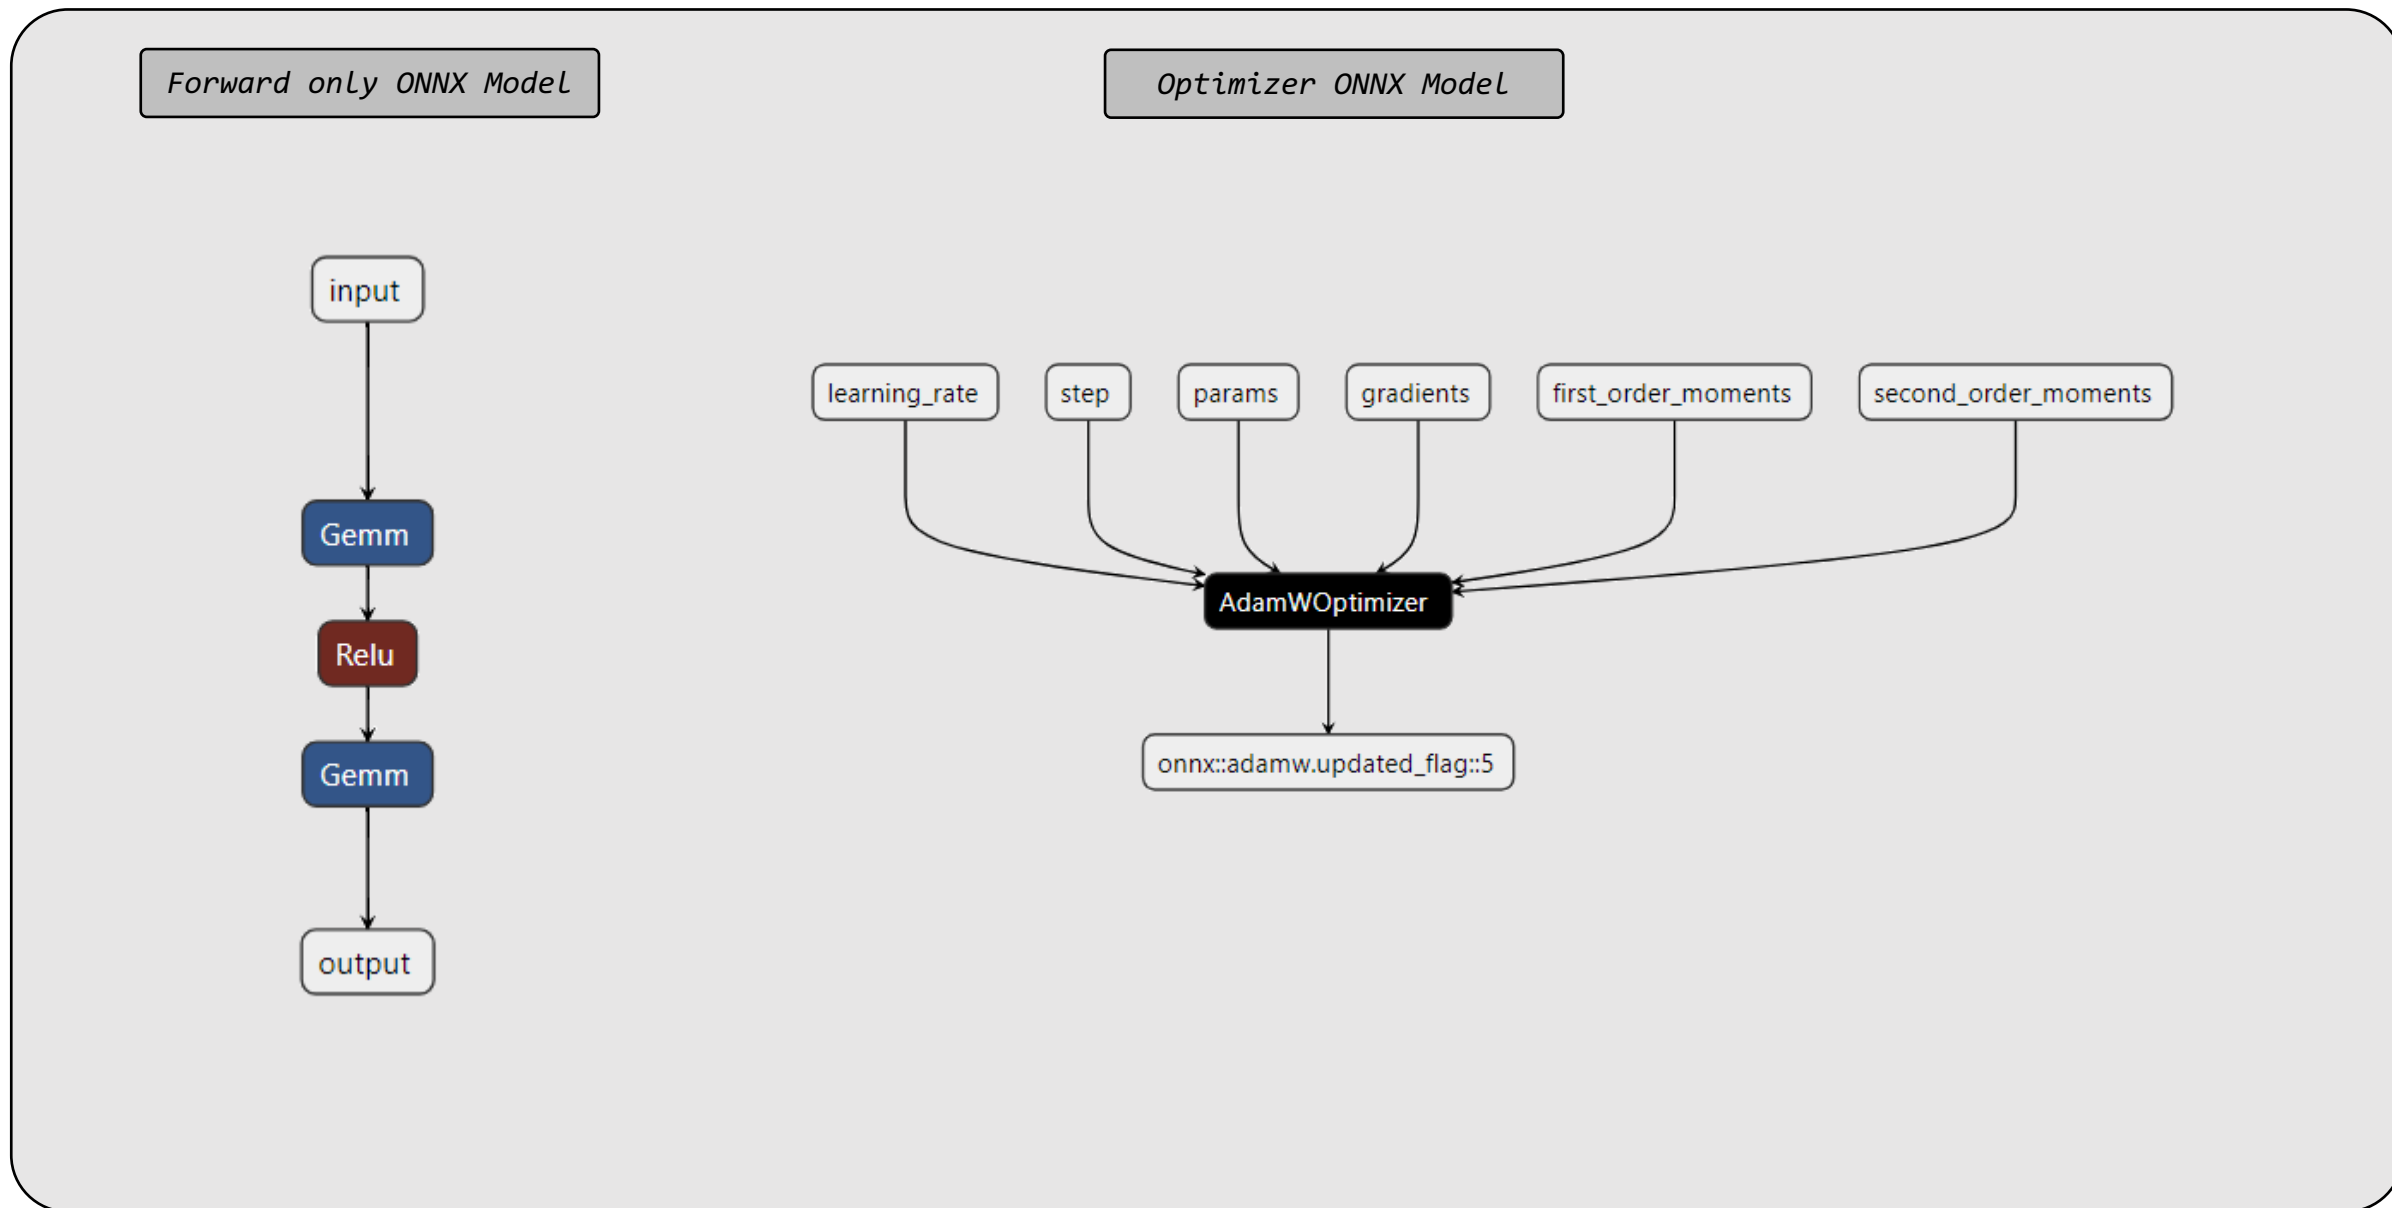 Forward only ONNX Model
Optimizer ONNX Model
input
Gemm
Relu
Gemm
output
learning_rate
step
params
gradients
first_order_moments
second_order_moments
AdamWOptimizer
onnx::adamw.updated_flag::5